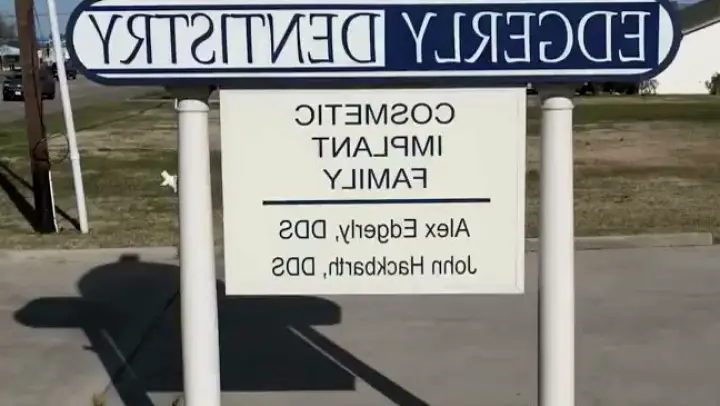 EDGERLY DENTISTRY
COSMETIC
IMPLANT
FAMILY
Alex Edgerly, DDS
John Hackbarth, DDS